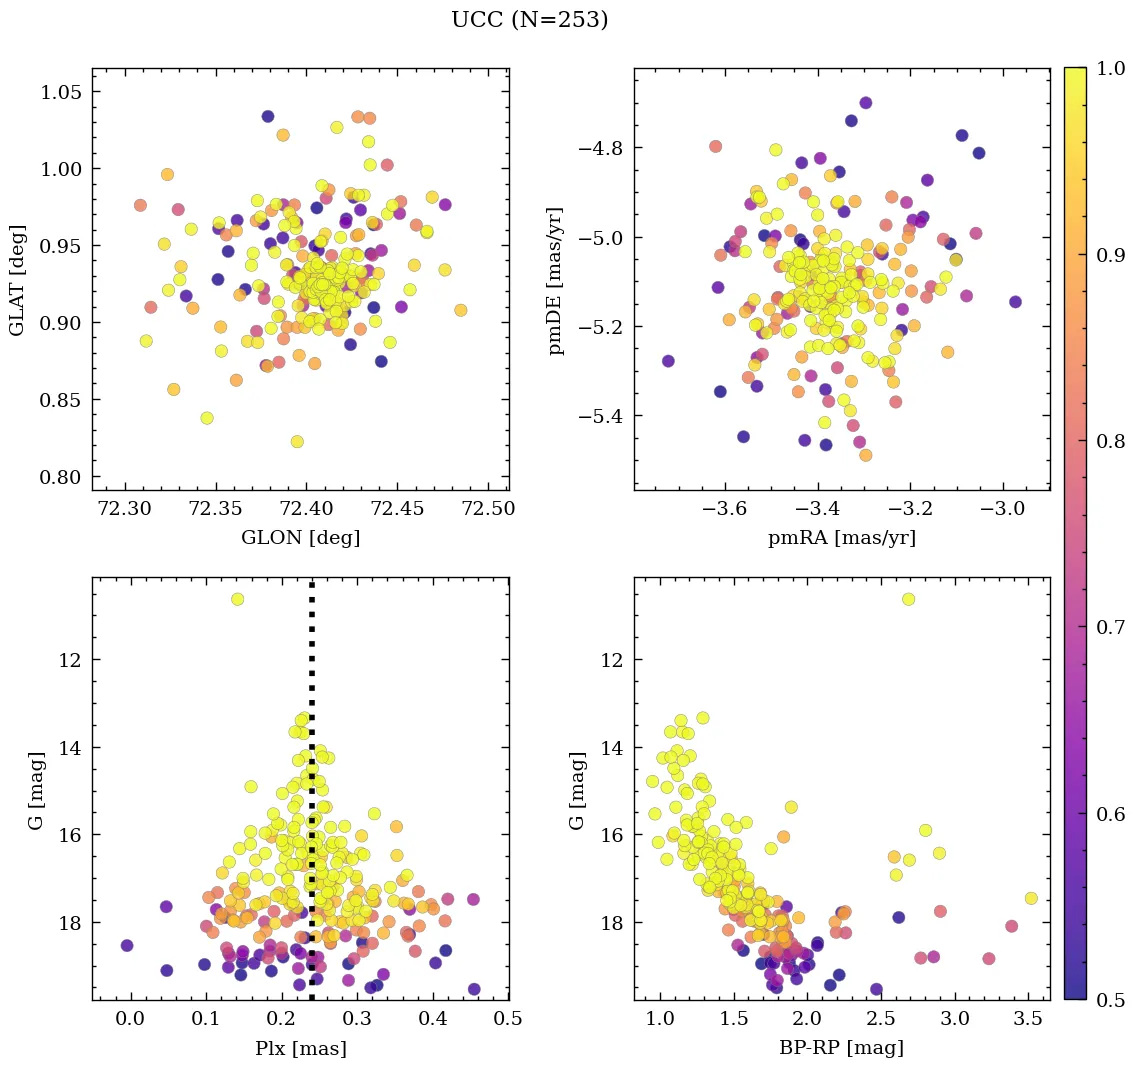 UCC (N=253)
1.05
1.00
0.95
0.90
0.85
0.80
GLAT [deg]
72.30 72.35 72.40 72.45 72.50
GLON [deg]
−4.8
−5.0
−5.2
−5.4
pmDE [mas/yr]
−3.6 −3.4 −3.2 −3.0
pmRA [mas/yr]
1.0
0.9
0.8
0.7
0.6
0.5
12
14
16
18
G [mag]
0.0 0.1 0.2 0.3 0.4 0.5
Plx [mas]
12
14
16
18
G [mag]
1.0 1.5 2.0 2.5 3.0 3.5
BP-RP [mag]